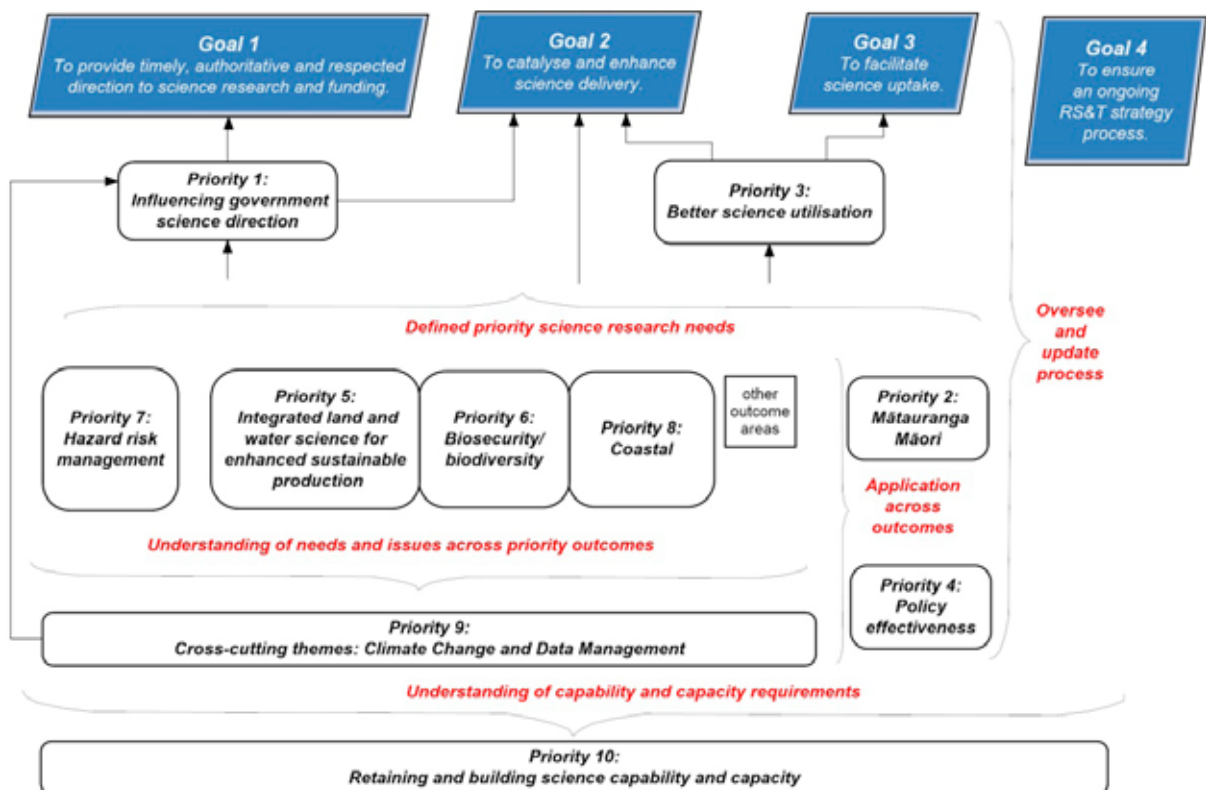 Goal 1
To provide timely, authoritative and respected
direction to science research and funding.
Goal 2
To catalyse and enhance
science delivery.
Goal 3
To facilitate
science uptake.
Goal 4
To ensure
an ongoing
RS&T strategy
process.
Priority 1:
Influencing government
science direction
Priority 3:
Better science utilisation
Defined priority science research needs
Oversee
and
update
process
Priority 7:
Hazard risk
management
Priority 5:
Integrated land and
water science for
enhanced sustainable
production
Priority 6:
Biosecurity/
biodiversity
Priority 8:
Coastal
other
outcome
areas
Priority 2:
Mātauranga
Māori
Application
across
outcomes
Understanding of needs and issues across priority outcomes
Priority 4:
Policy
effectiveness
Priority 9:
Cross-cutting themes: Climate Change and Data Management
Understanding of capability and capacity requirements
Priority 10:
Retaining and building science capability and capacity